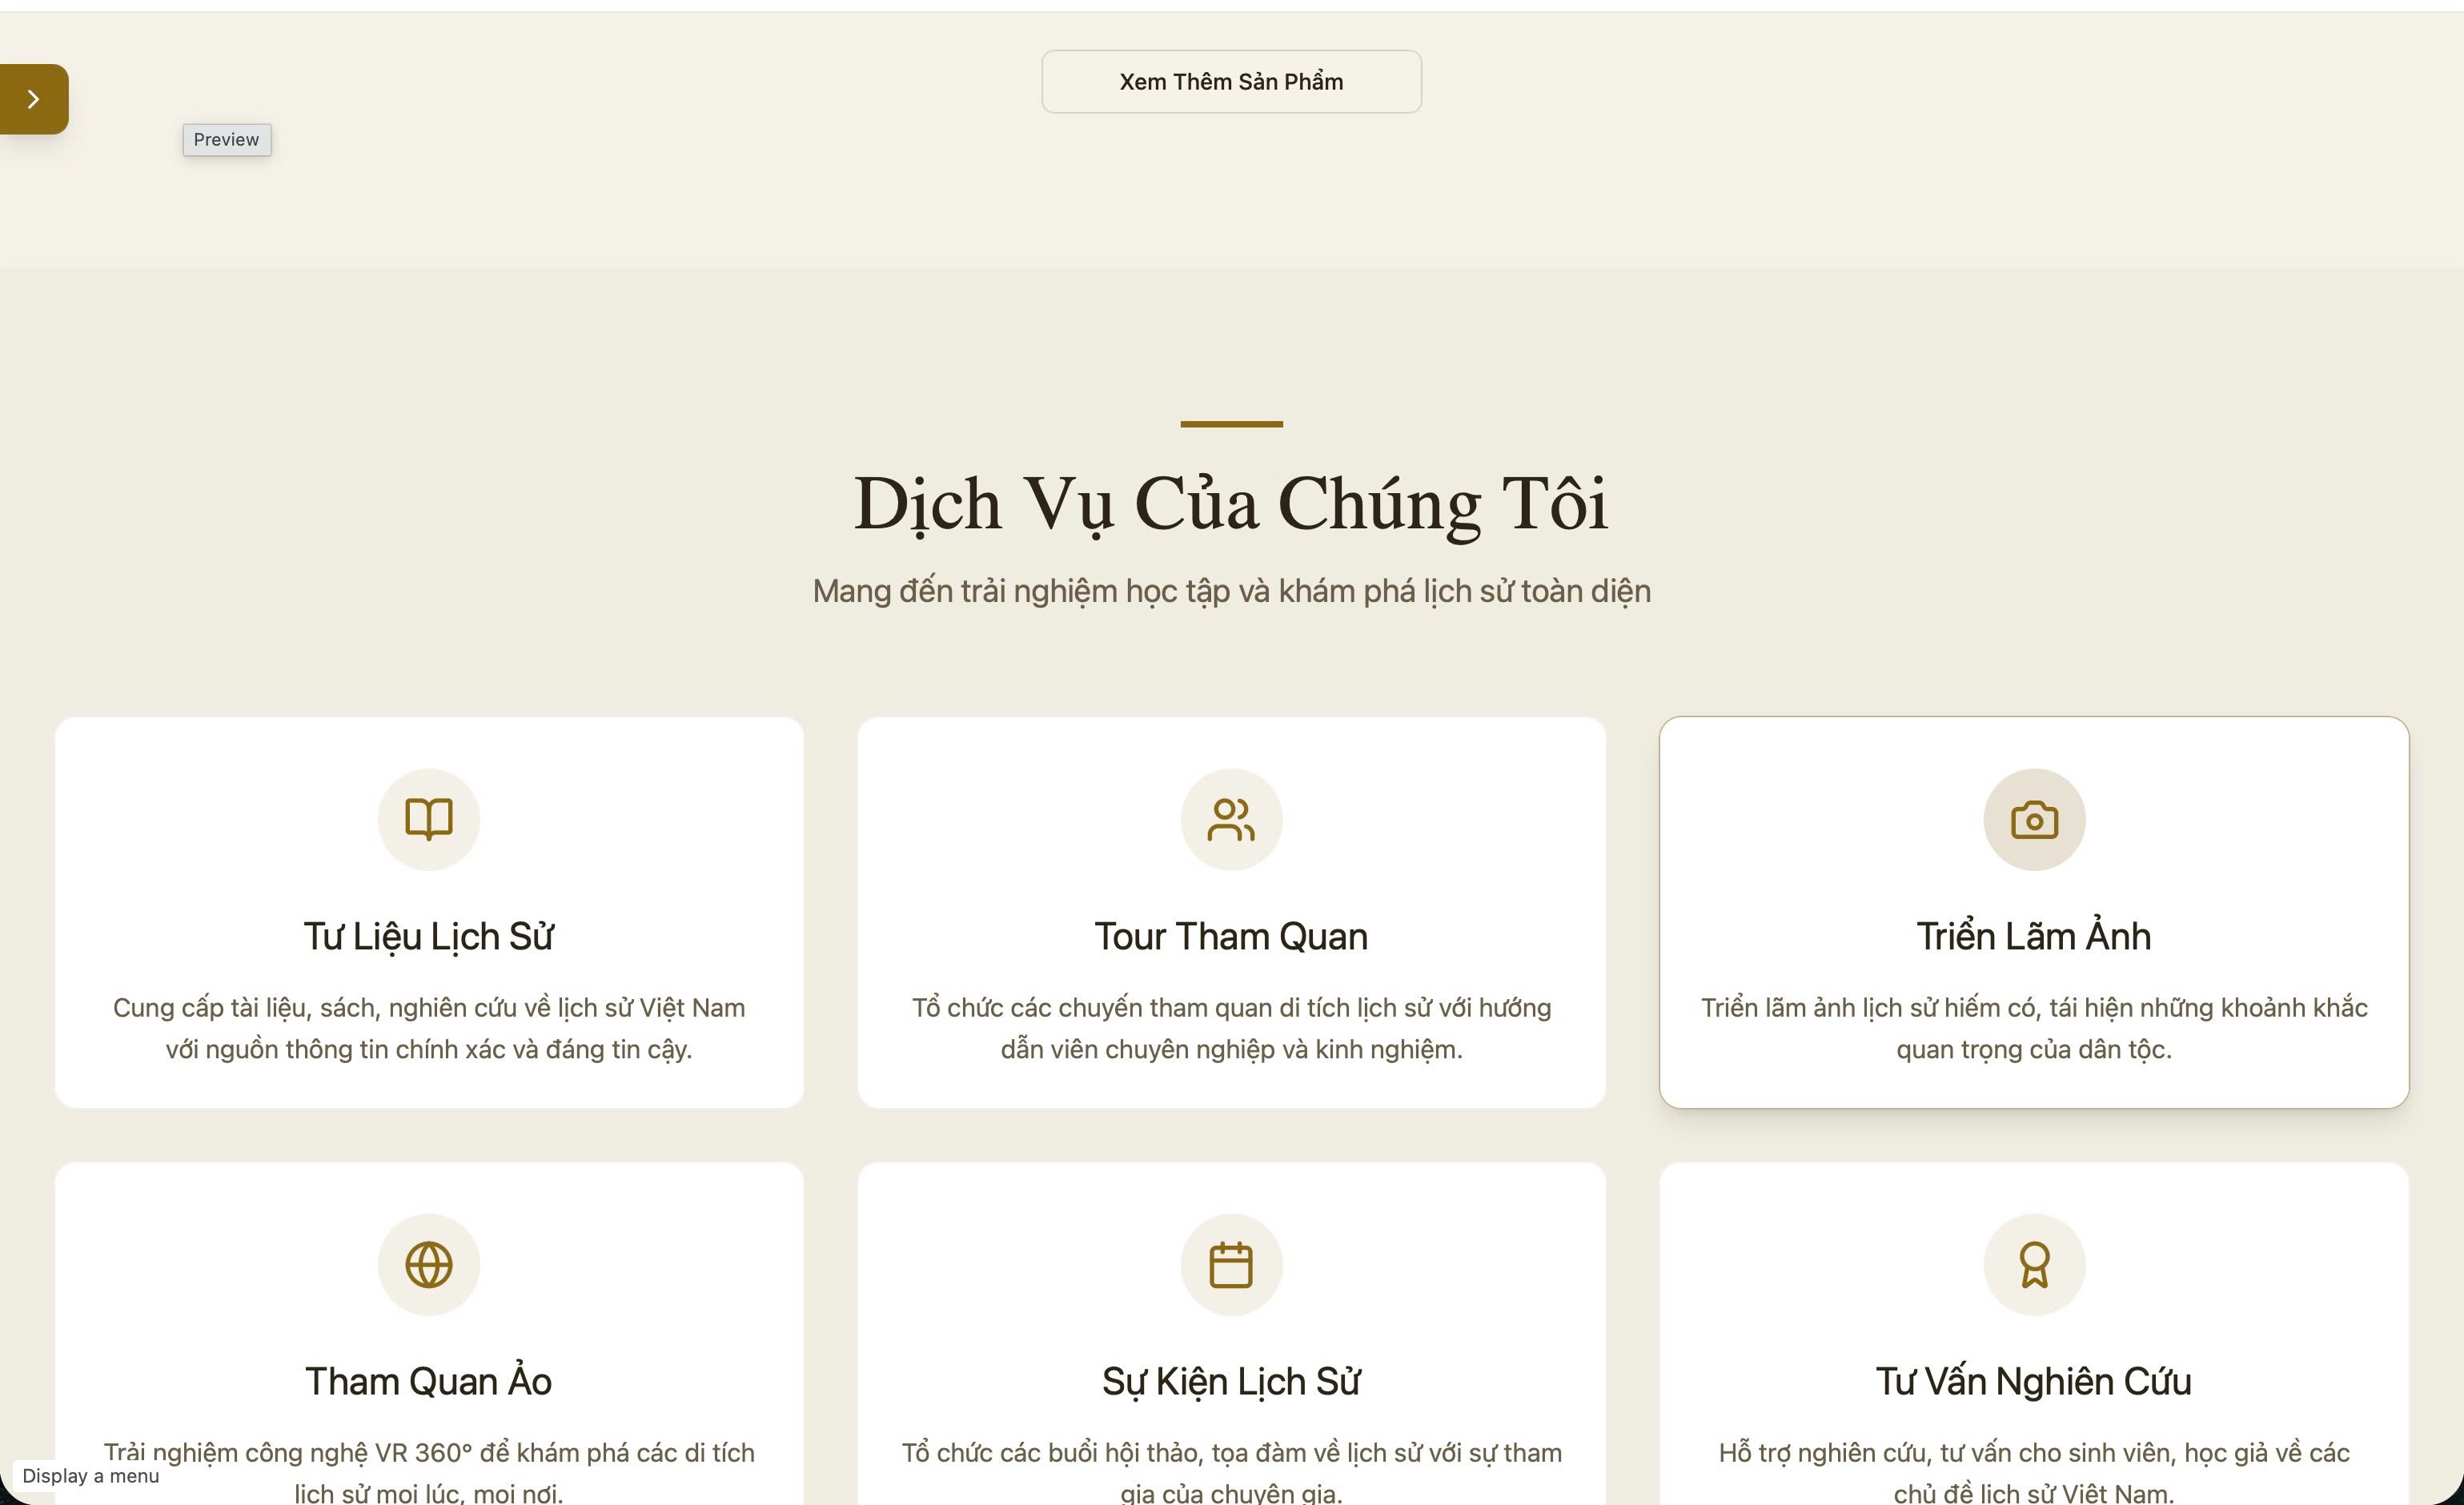 Xem Thêm Sản Phẩm
Preview
Dịch Vụ Của Chúng Tôi
Mang đến trải nghiệm học tập và khám phá lịch sử toàn diện
Tư Liệu Lịch Sử
Cung cấp tài liệu, sách, nghiên cứu về lịch sử Việt Nam
với nguồn thông tin chính xác và đáng tin cậy.
Tour Tham Quan
Tổ chức các chuyến tham quan di tích lịch sử với hướng
dẫn viên chuyên nghiệp và kinh nghiệm.
Triển Lãm Ảnh
Triển lãm ảnh lịch sử hiếm có, tái hiện những khoảnh khắc
quan trọng của dân tộc.
Tham Quan Ảo
Trải nghiệm công nghệ VR 360° để khám phá các di tích
lịch sử mọi lúc, mọi nơi.
Sự Kiện Lịch Sử
Tổ chức các buổi hội thảo, tọa đàm về lịch sử với sự tham
gia của chuyên gia.
Tư Vấn Nghiên Cứu
Hỗ trợ nghiên cứu, tư vấn cho sinh viên, học giả về các
chủ đề lịch sử Việt Nam.
Display a menu